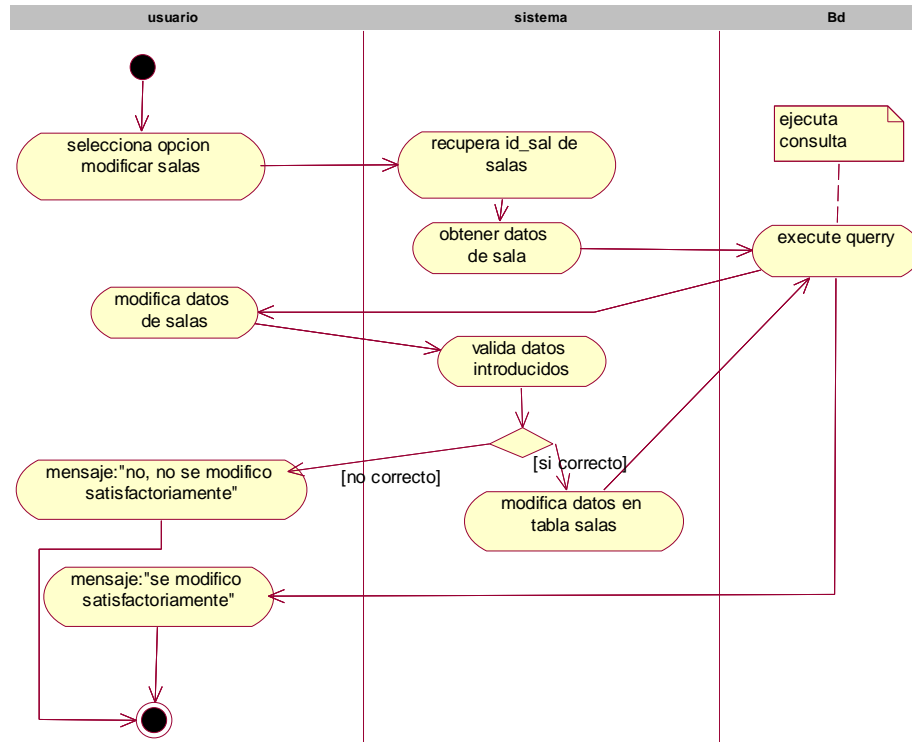 usuario
sistema
Bd
ejecuta
consulta
selecciona opcion
modificar salas
recupera id_sal de
salas
obtener datos
de sala
execute querry
modifica datos
de salas
valida datos
introducidos
[no correcto]
[si correcto]
mensaje:"no, no se modifico
satisfactoriamente"
modifica datos en
tabla salas
mensaje:"se modifico
satisfactoriamente"